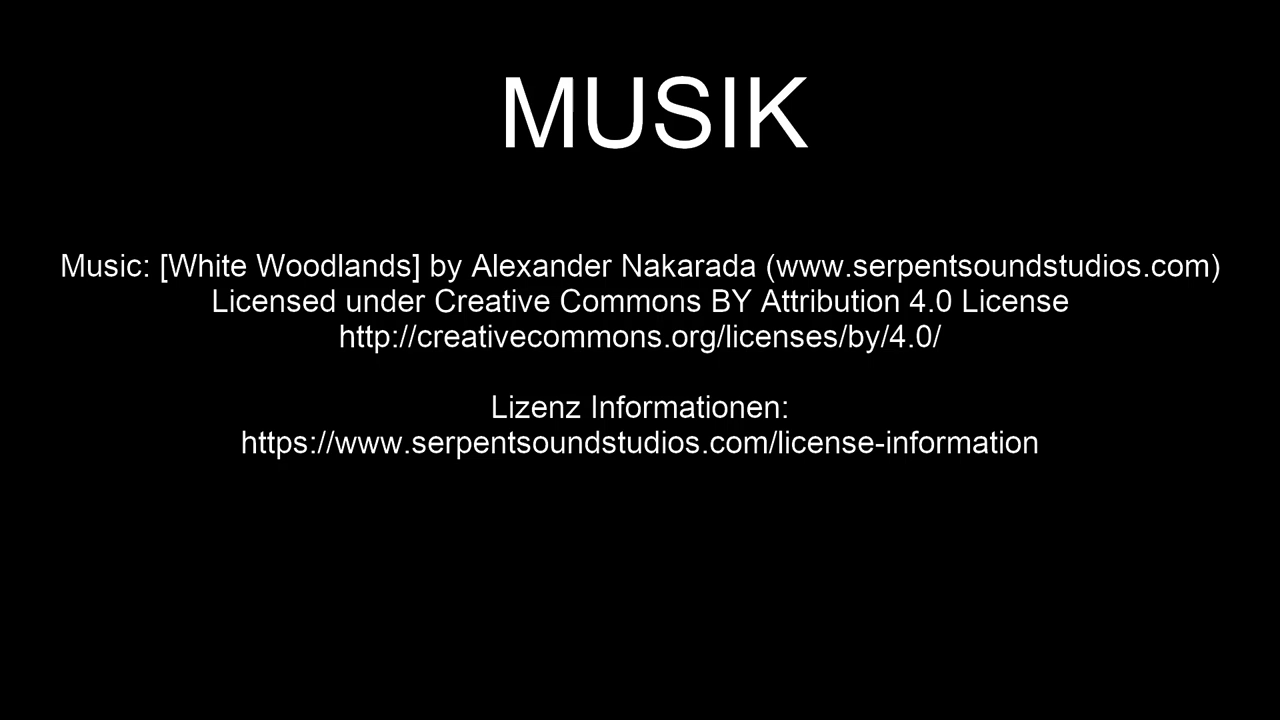 MUSIK
Music: [White Woodlands] by Alexander Nakarada (www.serpentsoundstudios.com)
Licensed under Creative Commons BY Attribution 4.0 License
http://creativecommons.org/licenses/by/4.0/
Lizenz Informationen:
https://www.serpentsoundstudios.com/license-information